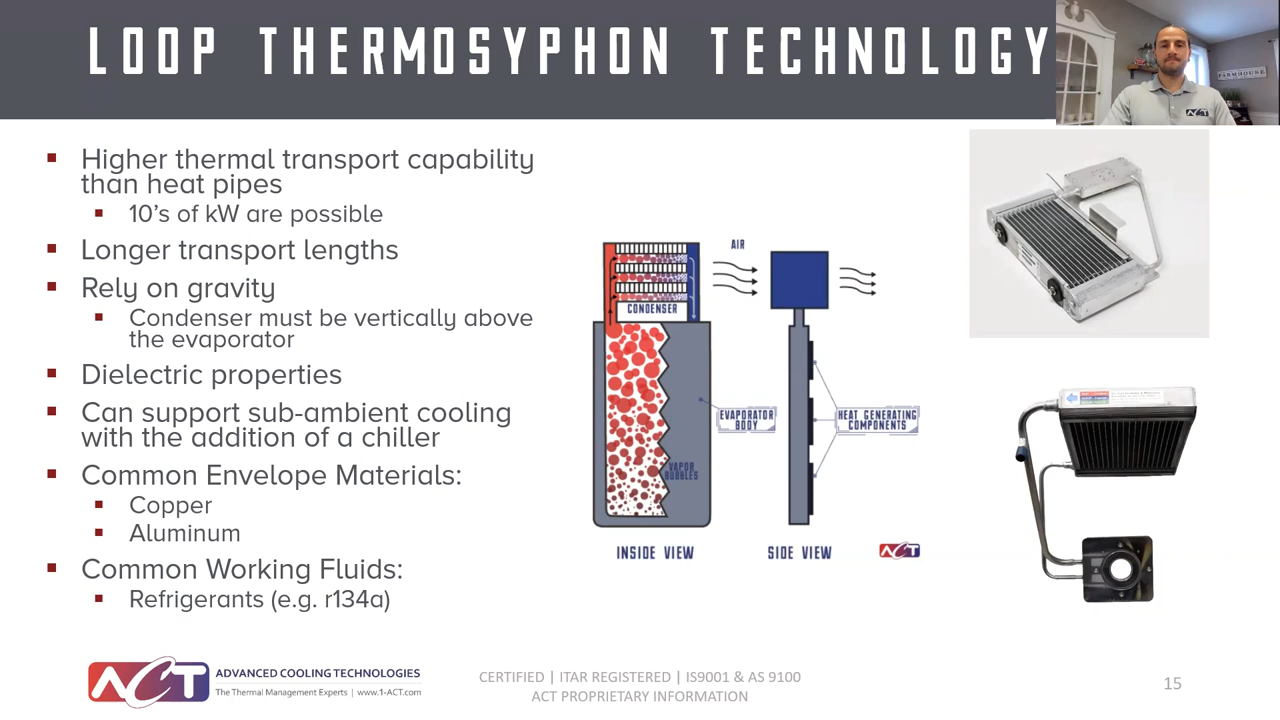 LOOP THERMOSYPHON TECHNOLOGY
FARMHOUSE
ACT
Higher thermal transport capability
than heat pipes
10's of kW are possible
Longer transport lengths
Rely on gravity
Condenser must be vertically above
the evaporator
Dielectric properties
Can support sub-ambient cooling
with the addition of a chiller
Common Envelope Materials:
Copper
Aluminum
Common Working Fluids:
Refrigerants (e.g. r134a)
AIR
CONDENSER
EVAPORATOR
BODY
HEAT GENERATING
COMPONENTS
VAPOR
BUBBLES
INSIDE VIEW
SIDE VIEW
ACT
ACT
ADVANCED COOLING TECHNOLOGIES
The Thermal Management Experts | www.1-ACT.com
CERTIFIED | ITAR REGISTERED | IS9001 & AS 9100
ACT PROPRIETARY INFORMATION
15